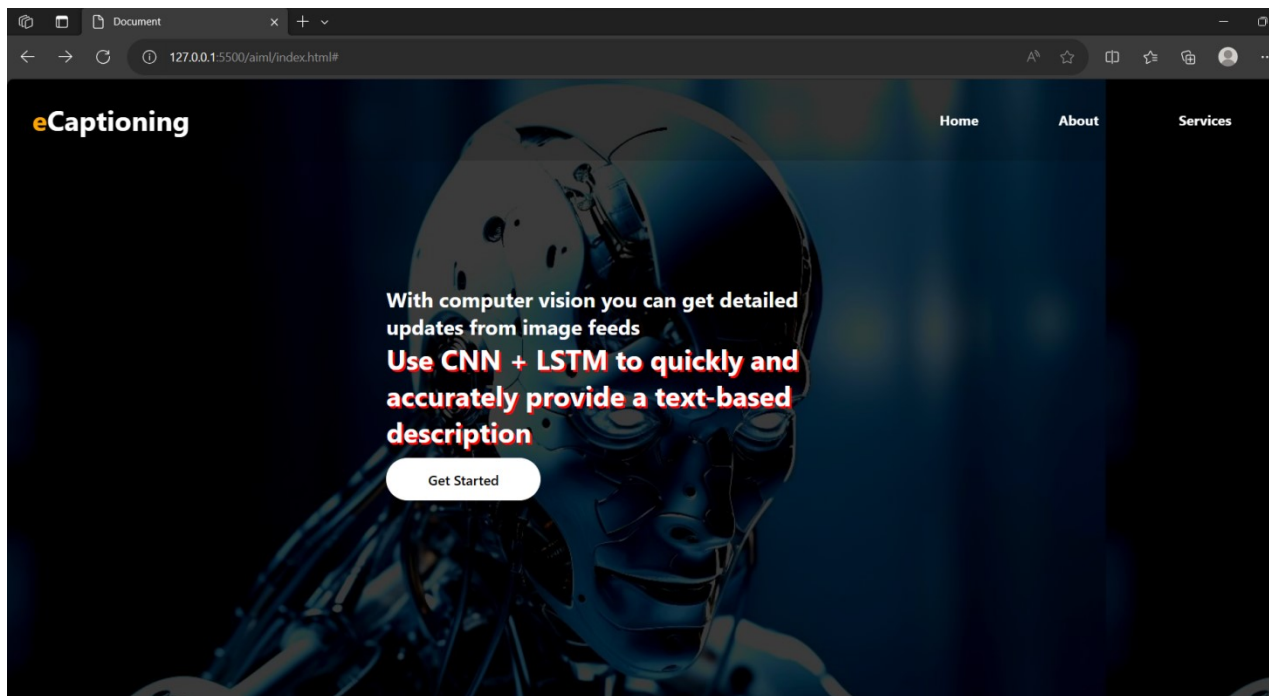 Document
127.0.0.1:5500/aiml/index.html#
eCaptioning
Home About Services
With computer vision you can get detailed
updates from image feeds
Use CNN + LSTM to quickly and
accurately provide a text-based
description
Get Started